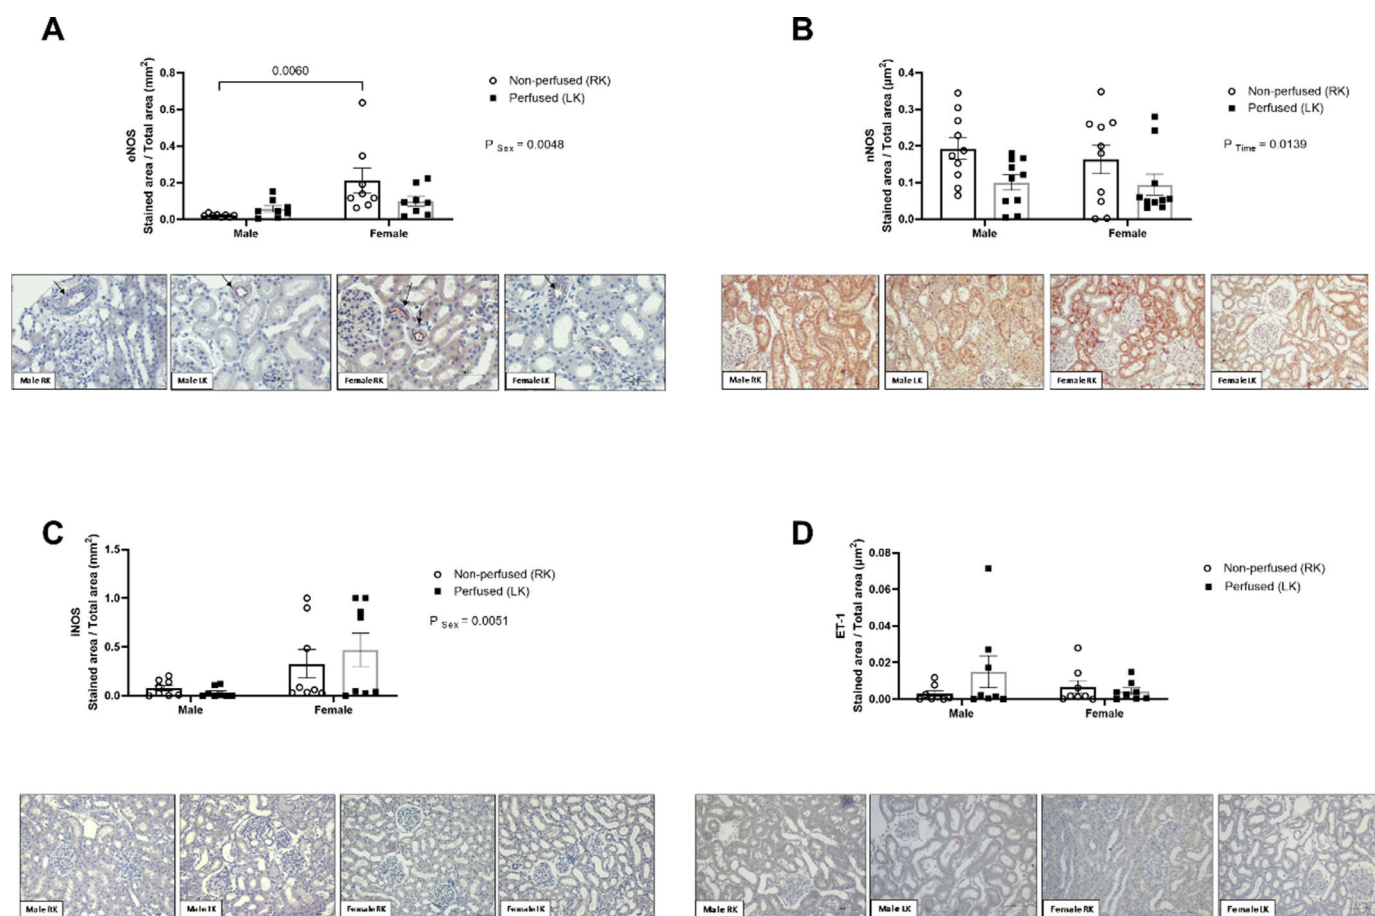 A
eNOS
Stained area / Total area (mm²)
0.8
0.6
0.4
0.2
0.0
0.0060
Male
Female
Non-perfused (RK)
Perfused (LK)
P Sex = 0.0048
Male RK
Male LK
Female RK
Female LK
B
nNOS
Stained area / Total area (µm²)
0.4
0.3
0.2
0.1
0.0
Male
Female
Non-perfused (RK)
Perfused (LK)
P Time = 0.0139
Male RK
Male LK
Female RK
Female LK
C
iNOS
Stained area / Total area (mm²)
1.5
1.0
0.5
0.0
Male
Female
Non-perfused (RK)
Perfused (LK)
P Sex = 0.0051
Male RK
Male LK
Female RK
Female LK
D
ET-1
Stained area / Total area (µm²)
0.08
0.06
0.04
0.02
0.00
Male
Female
Non-perfused (RK)
Perfused (LK)
Male RK
Male LK
Female RK
Female LK